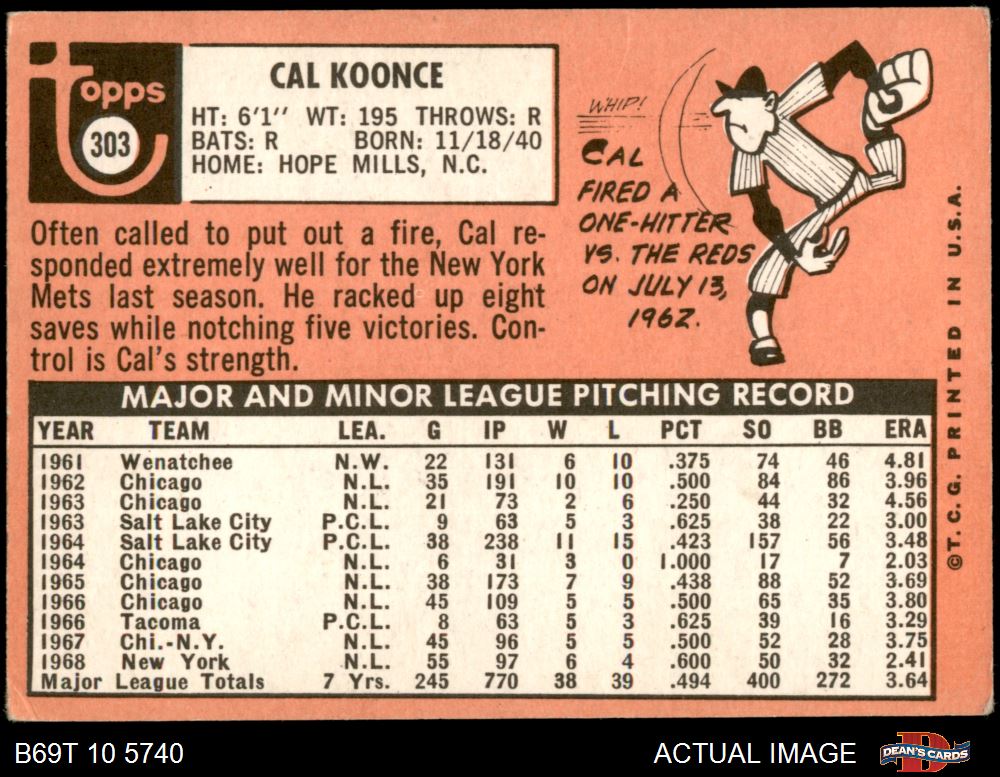 topps
303
CAL KOONCE
HT: 6'1" WT: 195 THROWS: R
BATS: R BORN: 11/18/40
HOME: HOPE MILLS, N.C.
Often called to put out a fire, Cal re-
sponded extremely well for the New York
Mets last season. He racked up eight
saves while notching five victories. Con-
trol is Cal's strength.
WHIP!
CAL
FIRED A
ONE-HITTER
VS. THE REDS
ON JULY 13,
1962.
MAJOR AND MINOR LEAGUE PITCHING RECORD
YEAR TEAM LEA. G IP W L PCT SO BB ERA
1961 Wenatchee N.W. 22 131 6 10 .375 74 46 4.81
1962 Chicago N.L. 35 191 10 10 .500 84 86 3.96
1963 Chicago N.L. 21 73 2 6 .250 44 32 4.56
1963 Salt Lake City P.C.L. 9 63 5 3 .625 38 22 3.00
1964 Salt Lake City P.C.L. 38 238 11 15 .423 157 56 3.48
1964 Chicago N.L. 6 31 3 0 1.000 17 7 2.03
1965 Chicago N.L. 38 173 7 9 .438 88 52 3.69
1966 Chicago N.L. 45 109 5 5 .500 65 35 3.80
1966 Tacoma P.C.L. 8 63 5 3 .625 39 16 3.29
1967 Chi.-N.Y. N.L. 45 96 5 5 .500 52 28 3.75
1968 New York N.L. 55 97 6 4 .600 50 32 2.41
Major League Totals 7 Yrs. 245 770 38 39 .494 400 272 3.64
©T.C.G. PRINTED IN U.S.A.
B69T 10 5740
ACTUAL IMAGE
DEAN'S CARDS